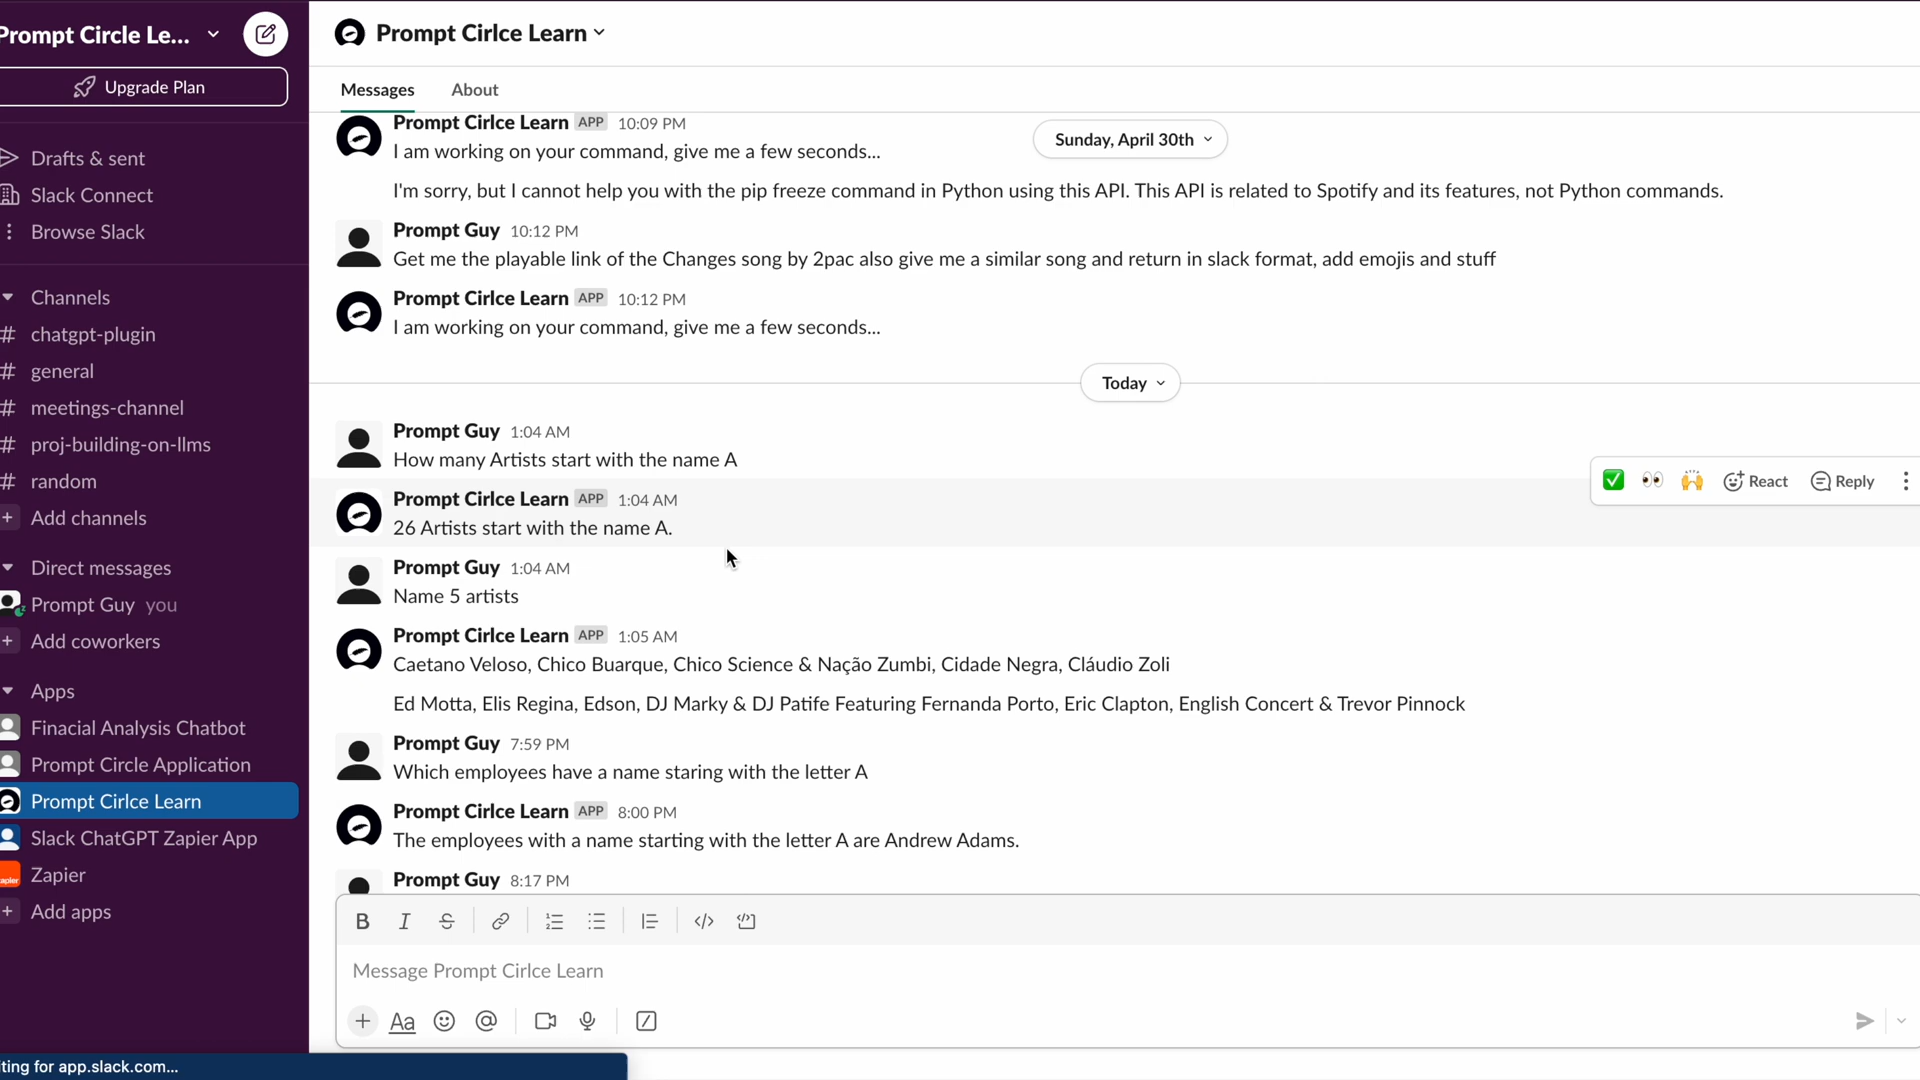 Prompt Circle Le...
Upgrade Plan
Drafts & sent
Slack Connect
Browse Slack
Channels
# chatgpt-plugin
# general
# meetings-channel
# proj-building-on-llms
# random
+ Add channels
Direct messages
Prompt Guy you
+ Add coworkers
Apps
Finacial Analysis Chatbot
Prompt Circle Application
Prompt Cirlce Learn
Slack ChatGPT Zapier App
zapier Zapier
+ Add apps
iting for app.slack.com...
Prompt Cirlce Learn
Messages About
Prompt Cirlce Learn APP 10:09 PM
Sunday, April 30th
I am working on your command, give me a few seconds...
I'm sorry, but I cannot help you with the pip freeze command in Python using this API. This API is related to Spotify and its features, not Python commands.
Prompt Guy 10:12 PM
Get me the playable link of the Changes song by 2pac also give me a similar song and return in slack format, add emojis and stuff
Prompt Cirlce Learn APP 10:12 PM
I am working on your command, give me a few seconds...
Today
Prompt Guy 1:04 AM
How many Artists start with the name A
React Reply
Prompt Cirlce Learn APP 1:04 AM
26 Artists start with the name A.
Prompt Guy 1:04 AM
Name 5 artists
Prompt Cirlce Learn APP 1:05 AM
Caetano Veloso, Chico Buarque, Chico Science & Nação Zumbi, Cidade Negra, Cláudio Zoli
Ed Motta, Elis Regina, Edson, DJ Marky & DJ Patife Featuring Fernanda Porto, Eric Clapton, English Concert & Trevor Pinnock
Prompt Guy 7:59 PM
Which employees have a name staring with the letter A
Prompt Cirlce Learn APP 8:00 PM
The employees with a name starting with the letter A are Andrew Adams.
Prompt Guy 8:17 PM
B I S
Message Prompt Cirlce Learn
+ Aa @